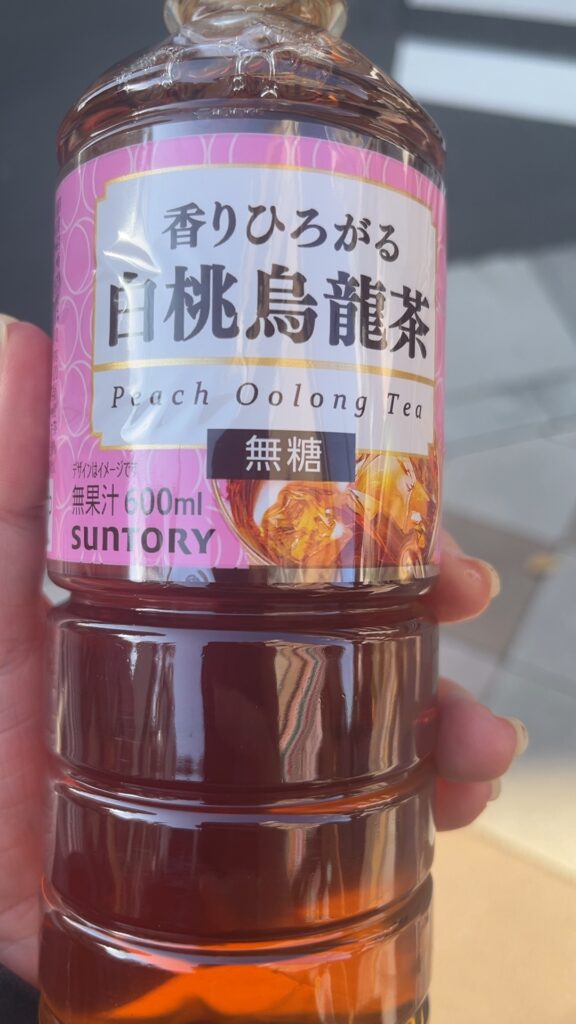 香りひろがる
白桃烏龍茶
Peach Oolong Tea
無糖
デザインはイメージです
無果汁 600ml
SUNTORY